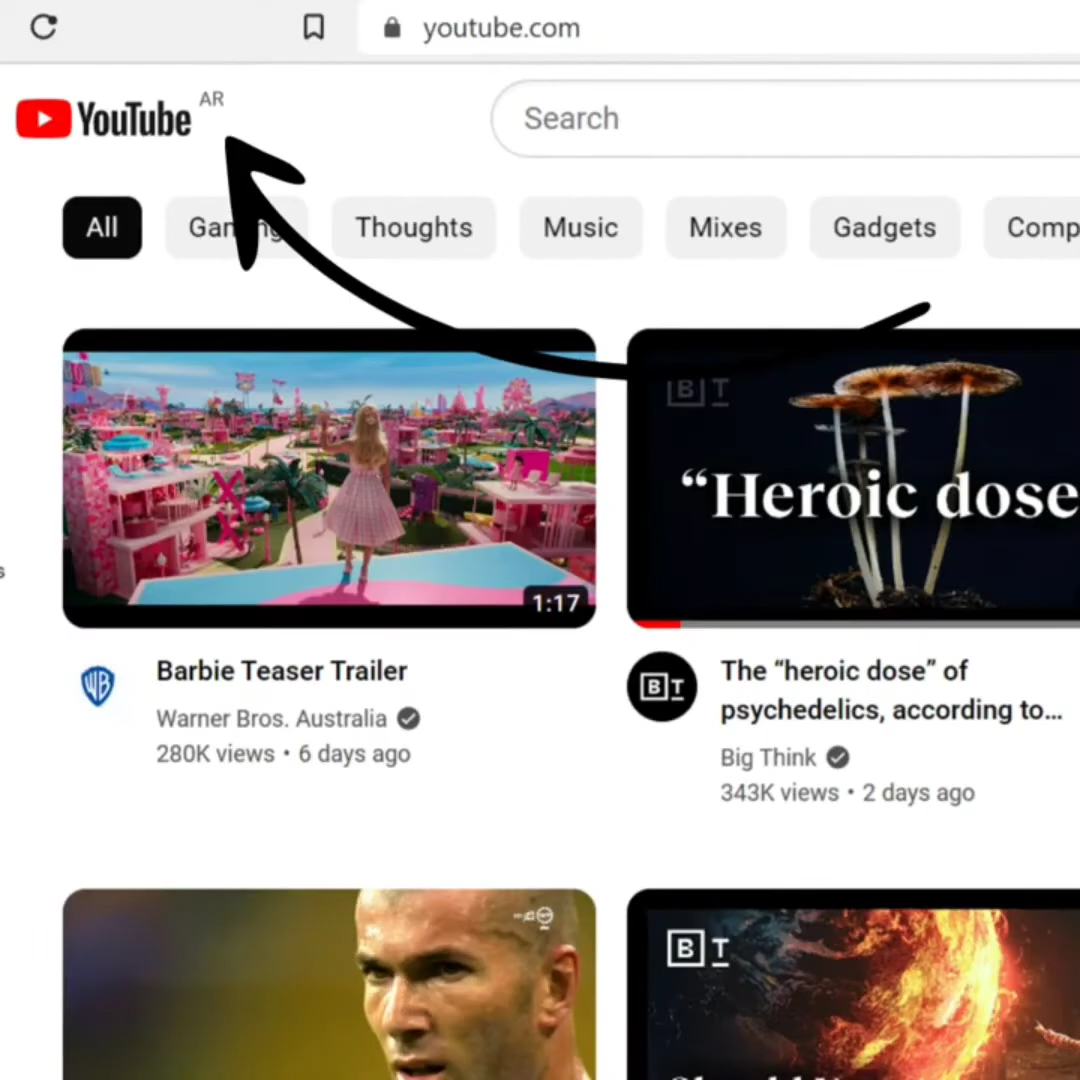 youtube.com
YouTube AR
Search
All
Thoughts
Music
Mixes
Gadgets
B T
“Heroic dose
1:17
WB
Barbie Teaser Trailer
Warner Bros. Australia
280K views • 6 days ago
B T
The “heroic dose” of
psychedelics, according to...
Big Think
343K views • 2 days ago
B T